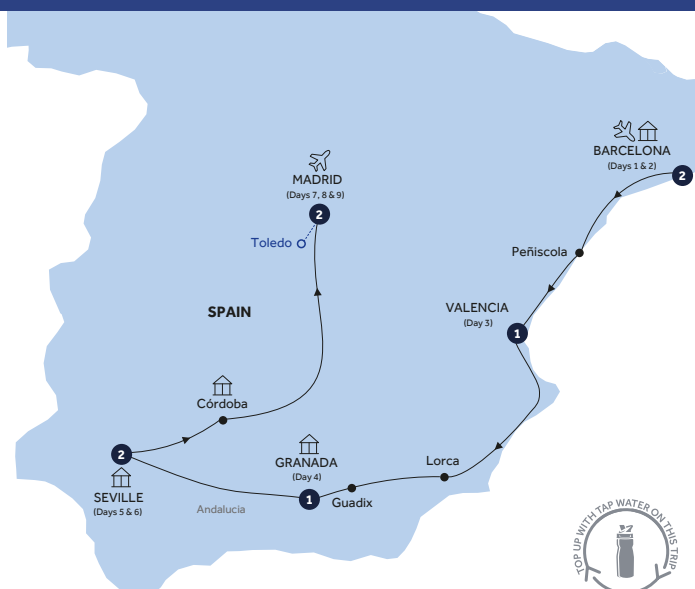 BARCELONA
(Days 1 & 2)
2
MADRID
(Days 7, 8 & 9)
2
Toledo
Peñiscola
SPAIN
VALENCIA
(Day 3)
1
Córdoba
2
SEVILLE
(Days 5 & 6)
GRANADA
(Day 4)
1
Lorca
Guadix
Andalucia
TOP UP WITH TAP WATER ON THIS TRIP